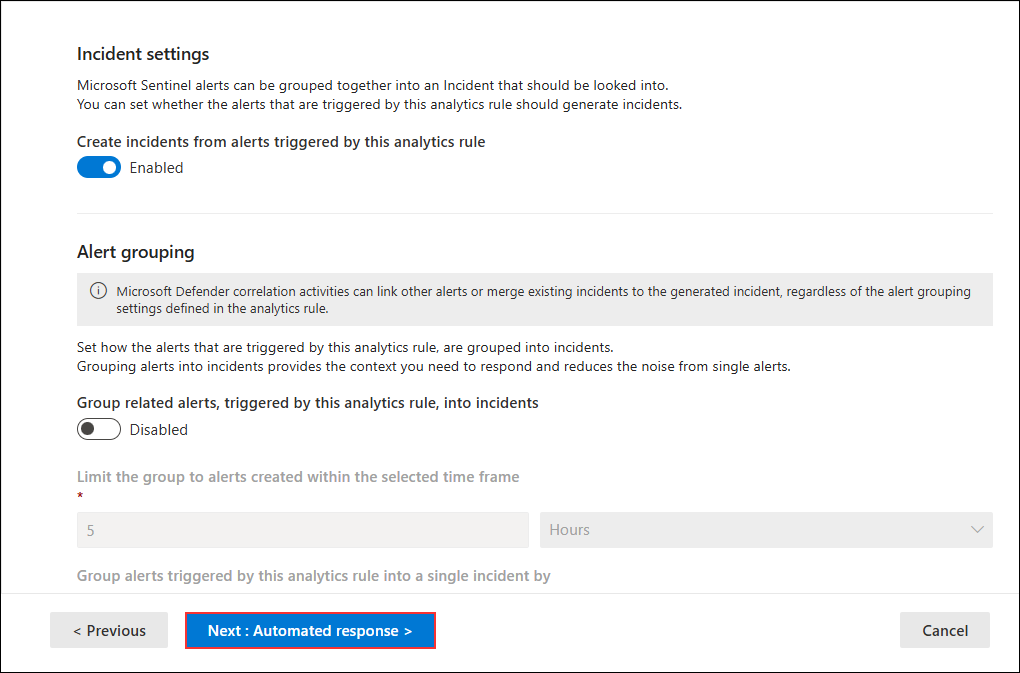 Incident settings
Microsoft Sentinel alerts can be grouped together into an Incident that should be looked into.
You can set whether the alerts that are triggered by this analytics rule should generate incidents.
Create incidents from alerts triggered by this analytics rule
Enabled
Alert grouping
Microsoft Defender correlation activities can link other alerts or merge existing incidents to the generated incident, regardless of the alert grouping
settings defined in the analytics rule.
Set how the alerts that are triggered by this analytics rule, are grouped into incidents.
Grouping alerts into incidents provides the context you need to respond and reduces the noise from single alerts.
Group related alerts, triggered by this analytics rule, into incidents
Disabled
Limit the group to alerts created within the selected time frame
*
5
Hours
Group alerts triggered by this analytics rule into a single incident by
< Previous
Next : Automated response >
Cancel